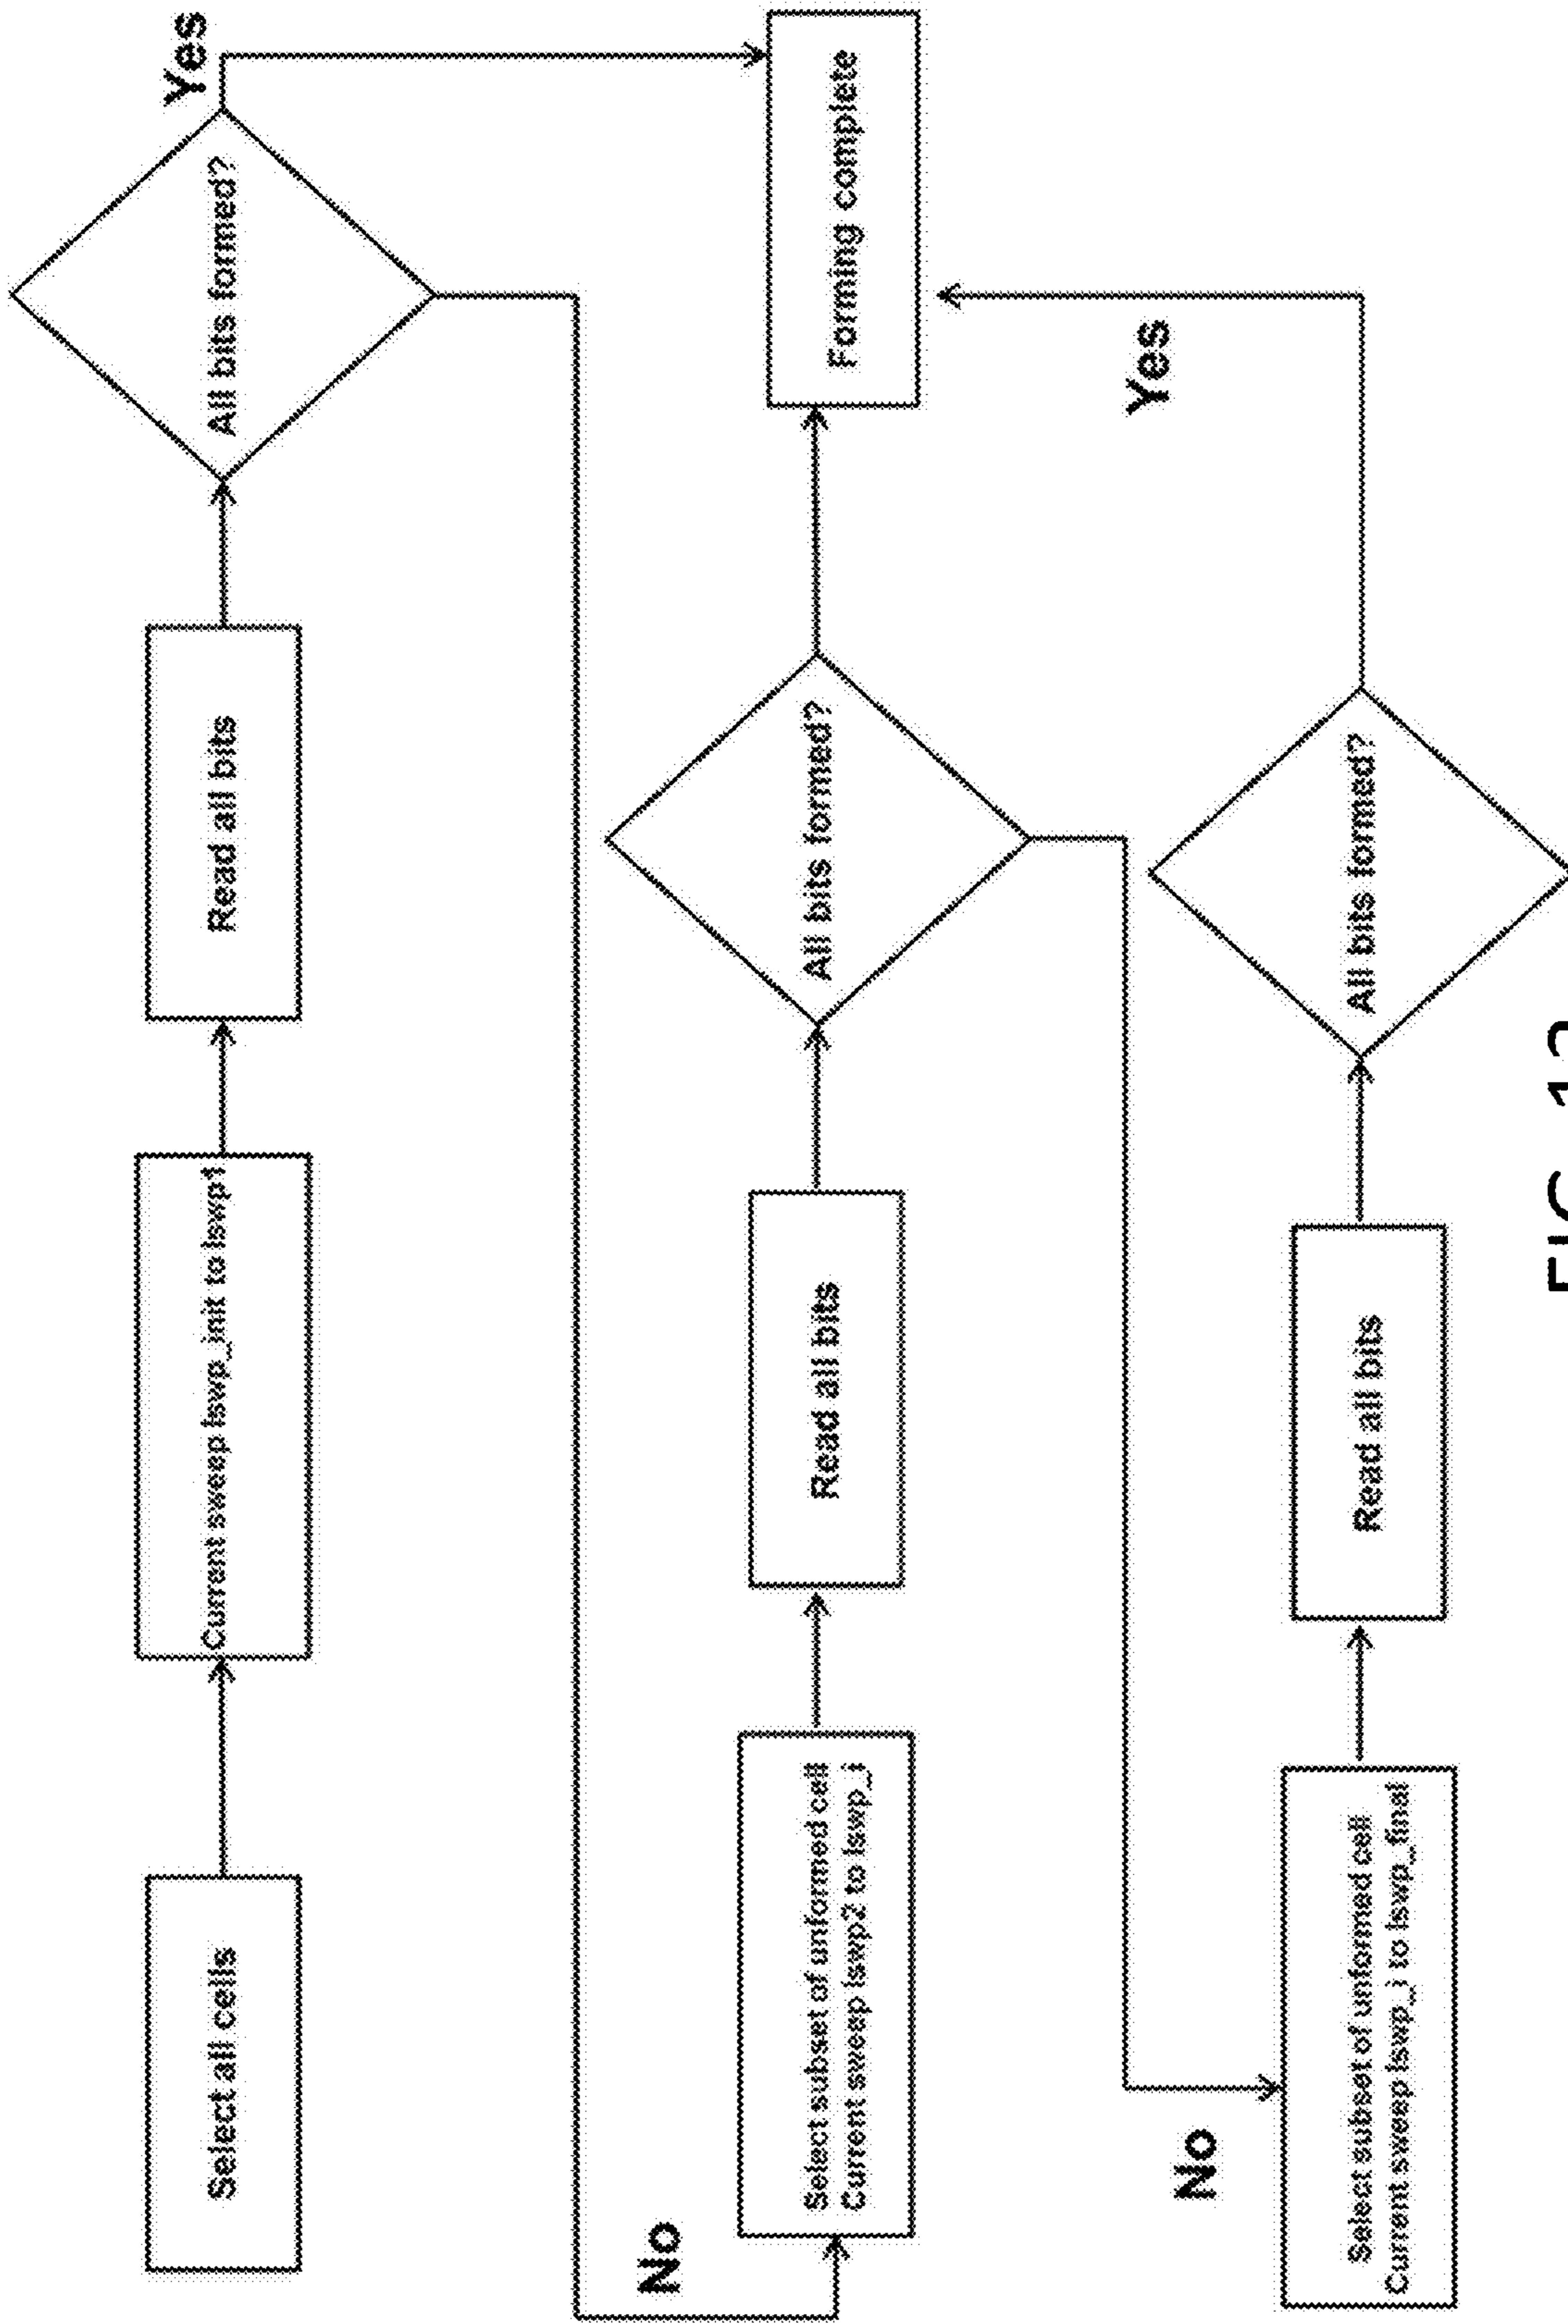 Select all cells
Current sweep Iswp_init to Iswp1
Read all bits
All bits formed?
Yes
No
Select subset of unformed cell
Current sweep Iswp2 to Iswp_i
Read all bits
All bits formed?
Forming complete
No
Select subset of unformed cell
Current sweep Iswp_i to Iswp_final
Read all bits
All bits formed?
Yes